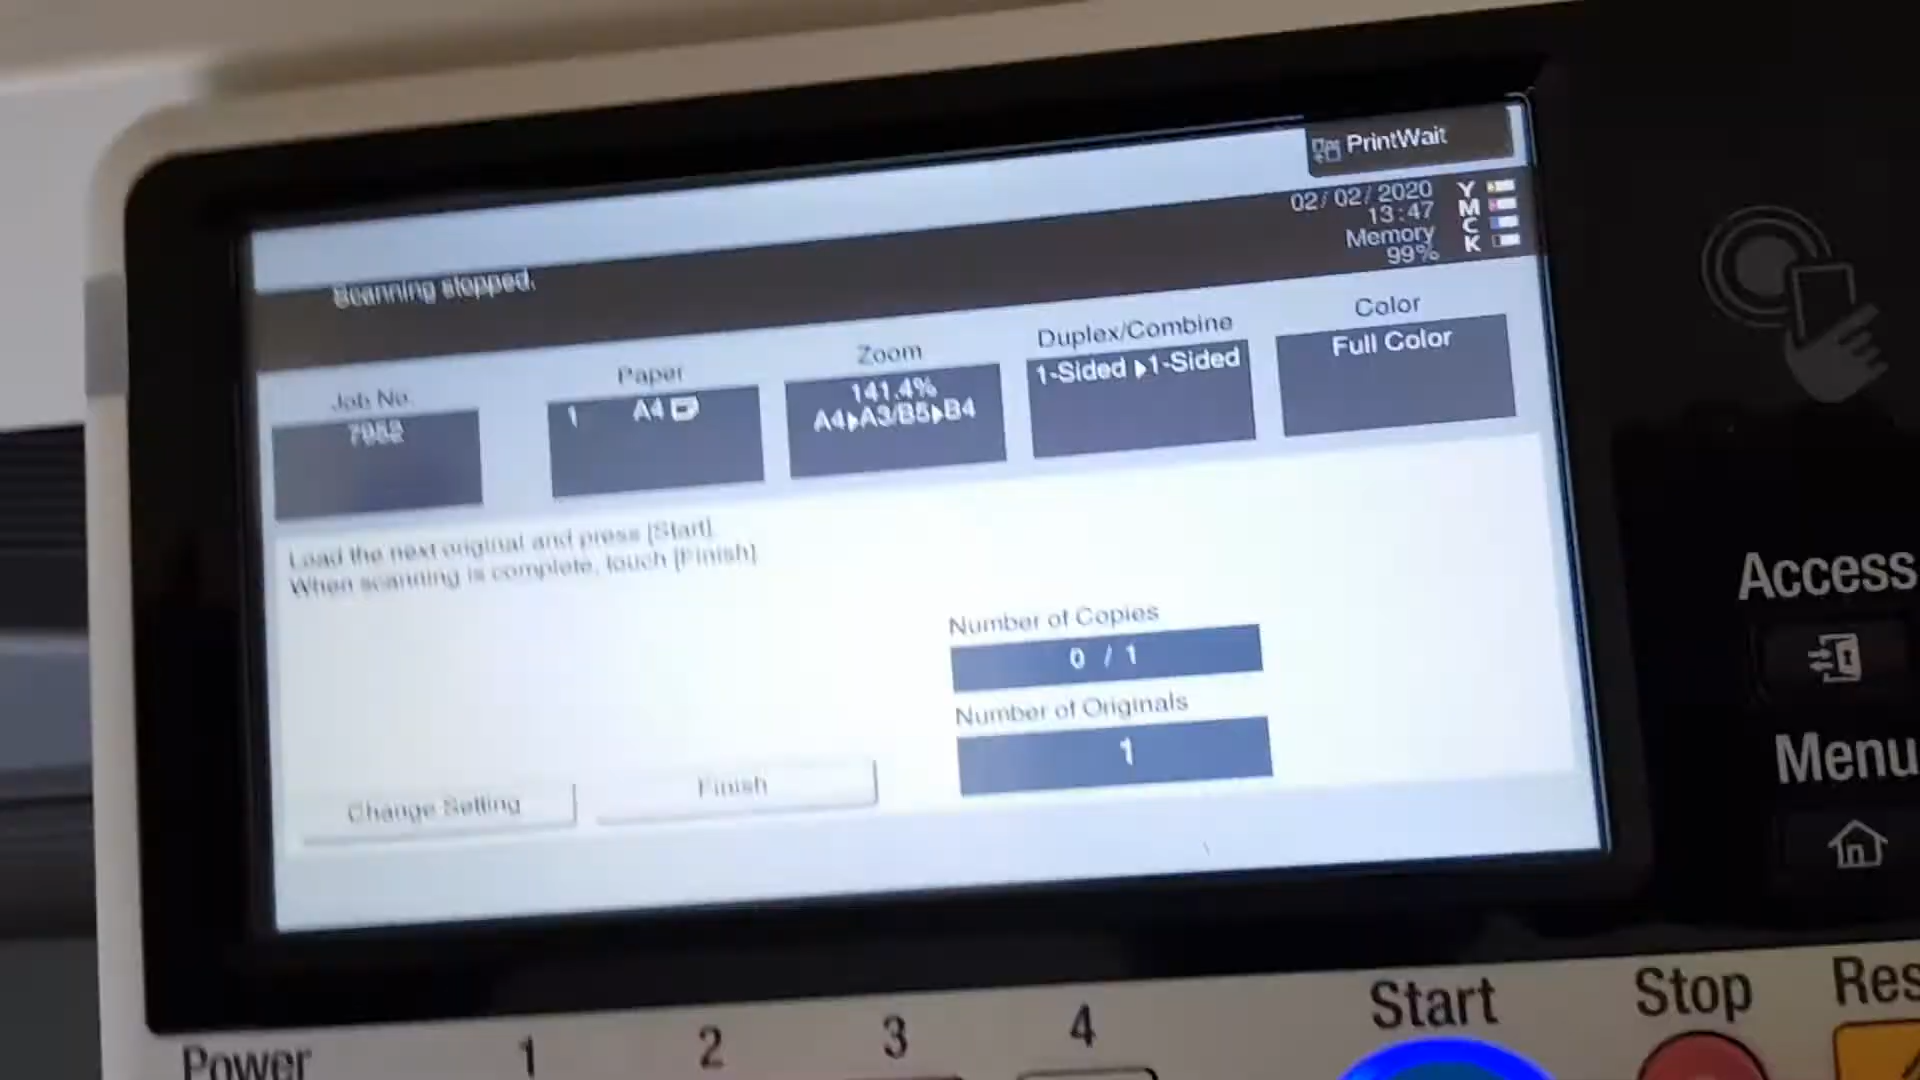 PrintWait
02/02/2020
13:47
Memory
99%
Y
M
C
K
Scanning stopped.
Job No.
Paper
Zoom
Duplex/Combine
Color
7952
1 A4
141.4%
A4▶A3/B5▶B4
1-Sided ▶1-Sided
Full Color
Load the next original and press [Start].
When scanning is complete, touch [Finish]
Number of Copies
0 / 1
Number of Originals
1
Change Setting
Finish
Access
Menu
Power
1
2
3
4
Start
Stop
Res